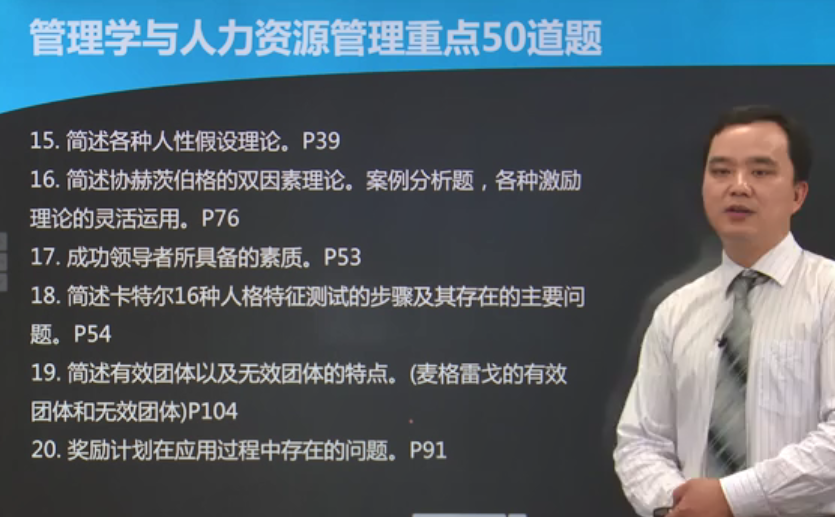 管理学与人力资源管理重点50道题
15. 简述各种人性假设理论。P39
16. 简述协赫茨伯格的双因素理论。案例分析题，各种激励
理论的灵活运用。P76
17. 成功领导者所具备的素质。P53
18. 简述卡特尔16种人格特征测试的步骤及其存在的主要问
题。P54
19. 简述有效团体以及无效团体的特点。(麦格雷戈的有效
团体和无效团体)P104
20. 奖励计划在应用过程中存在的问题。P91